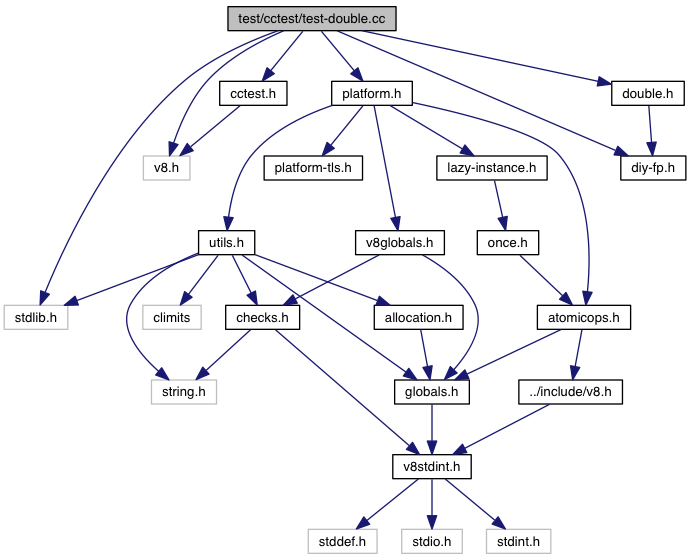 test/cctest/test-double.cc
cctest.h
platform.h
double.h
v8.h
platform-tls.h
lazy-instance.h
diy-fp.h
utils.h
v8globals.h
once.h
stdlib.h
climits
checks.h
allocation.h
atomicops.h
string.h
globals.h
../include/v8.h
v8stdint.h
stddef.h
stdio.h
stdint.h